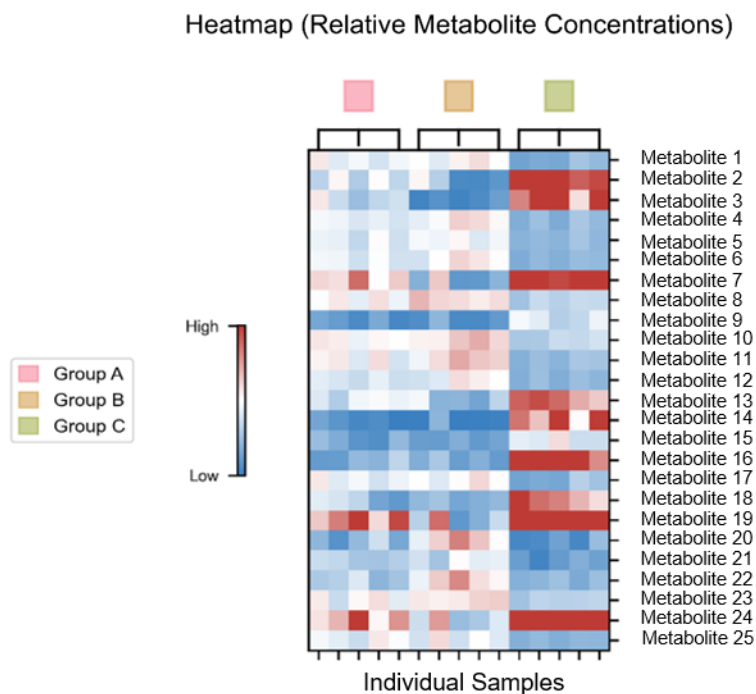 Heatmap (Relative Metabolite Concentrations)
Metabolite 1
Metabolite 2
Metabolite 3
Metabolite 4
Metabolite 5
Metabolite 6
Metabolite 7
Metabolite 8
Metabolite 9
Metabolite 10
Metabolite 11
Metabolite 12
Metabolite 13
Metabolite 14
Metabolite 15
Metabolite 16
Metabolite 17
Metabolite 18
Metabolite 19
Metabolite 20
Metabolite 21
Metabolite 22
Metabolite 23
Metabolite 24
Metabolite 25
High
Low
Group A
Group B
Group C
Individual Samples